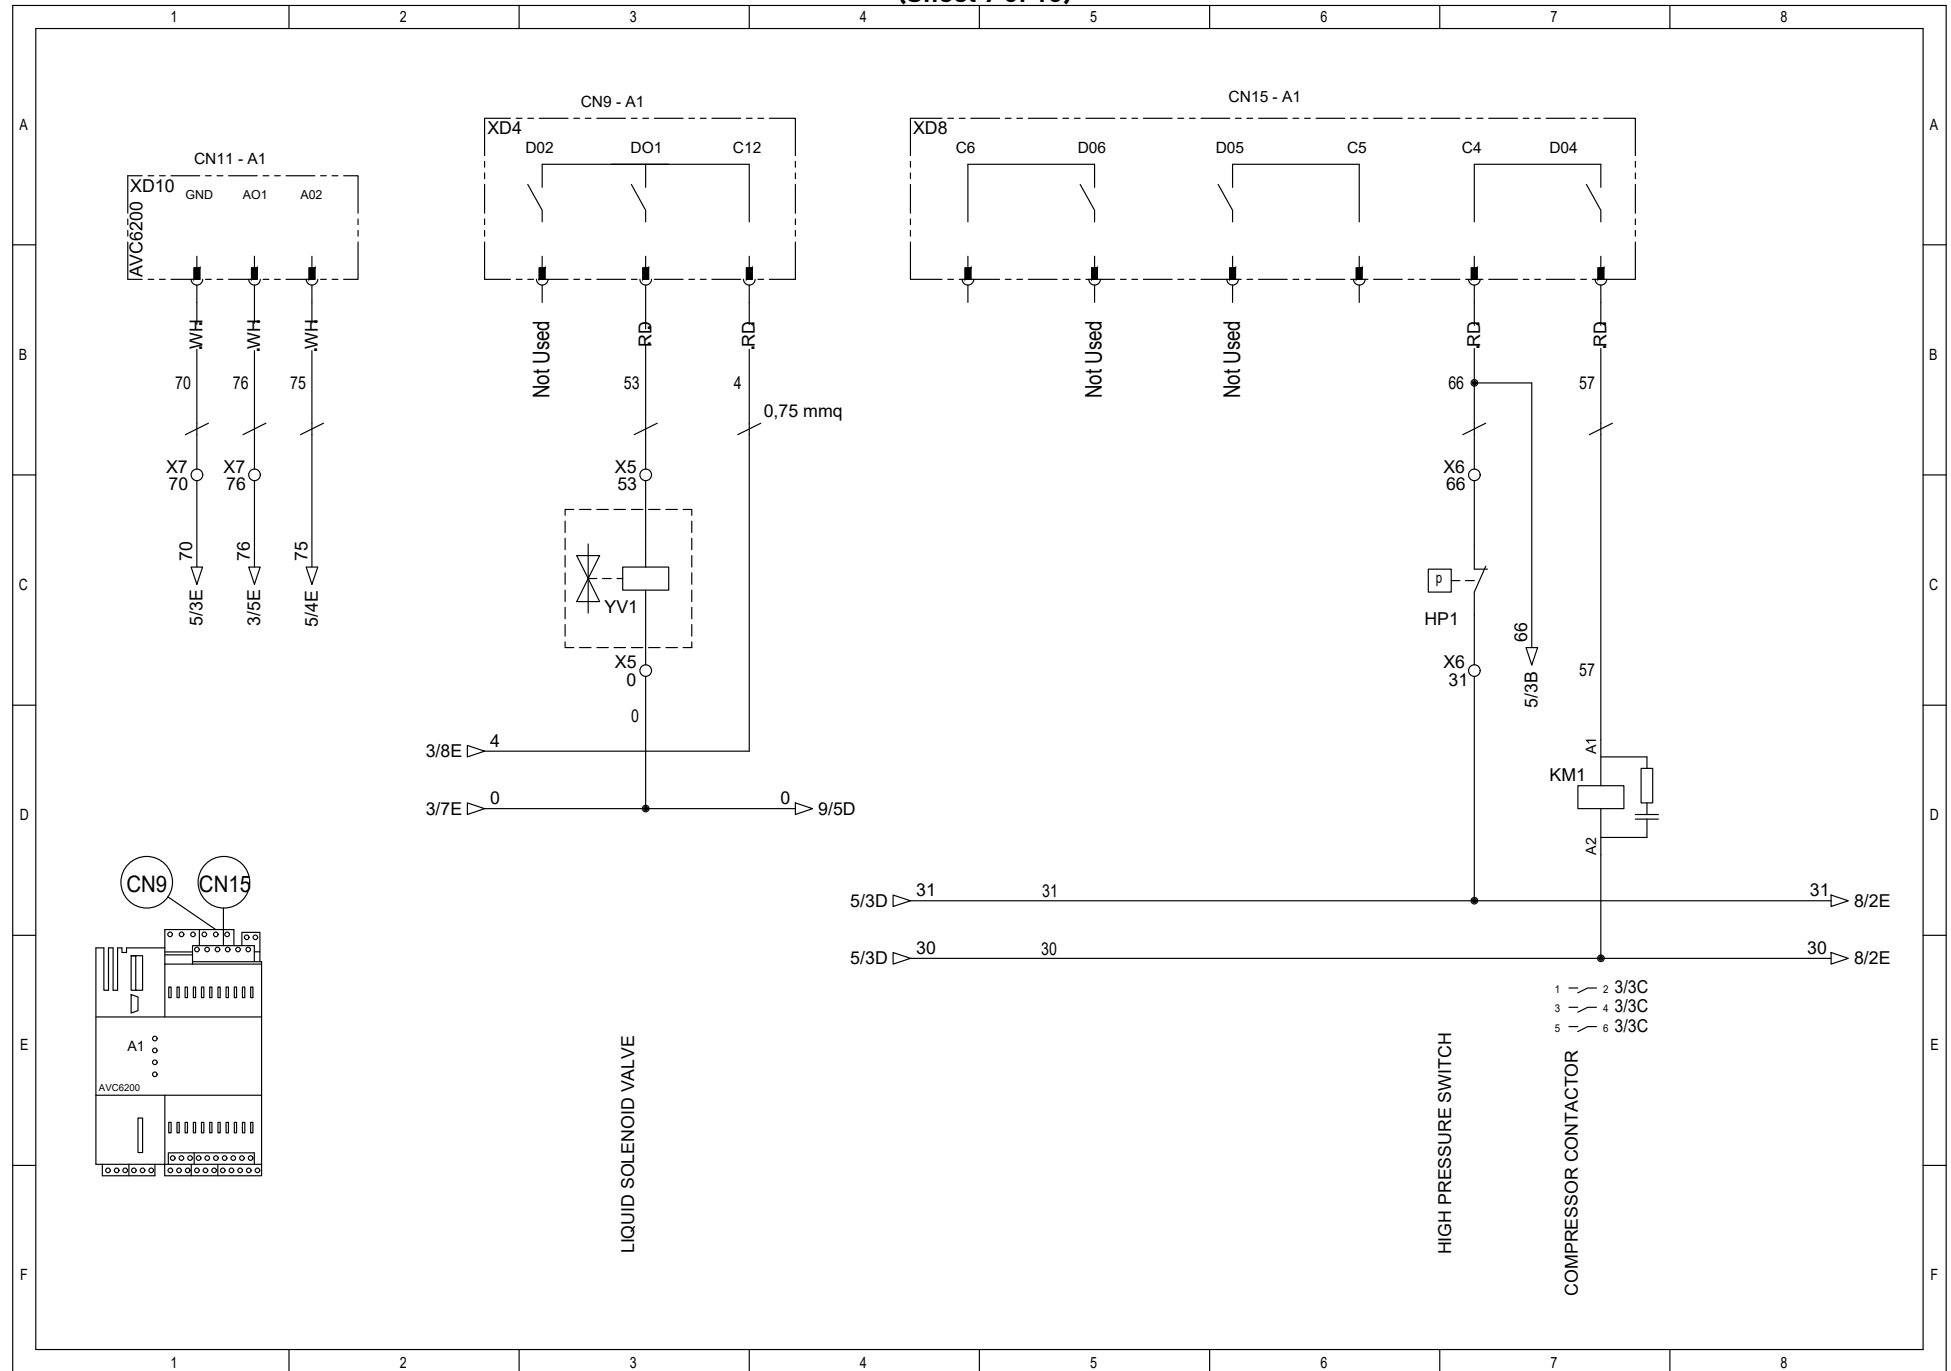 1 2 3 4 5 6 7 8
A A
CN11 - A1
XD10
GND AO1 A02
AVC6200
CN9 - A1
XD4
D02 DO1 C12
CN15 - A1
XD8
C6 D06 D05 C5 C4 D04
B B
WH WH WH
Not Used
RD RD
Not Used
Not Used
RD RD
70 76 75
53 4
66 57
0,75 mmq
X7
70
X7
76
X5
53
X6
66
C C
70 76 75
5/3E 3/5E 5/4E
YV1
P
HP1
X5
0
X6
31
66
5/3B
57
0
3/8E 4
3/7E 0 0 9/5D
D D
A1
KM1
A2
CN9 CN15
5/3D 31 31 31 8/2E
5/3D 30 30 30 8/2E
1 2 3/3C
3 4 3/3C
5 6 3/3C
E E
A1
AVC6200
LIQUID SOLENOID VALVE
HIGH PRESSURE SWITCH
COMPRESSOR CONTACTOR
F F
1 2 3 4 5 6 7 8